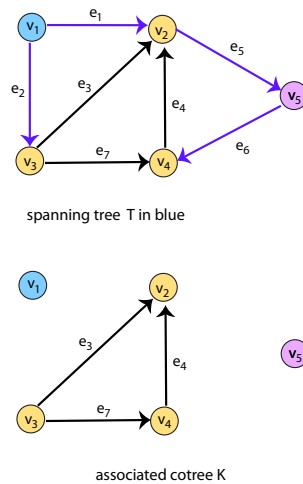 v1
e1
v2
e5
e2
e3
e4
v5
e6
v3
e7
v4
spanning tree T in blue
v1
v2
e3
e4
v5
v3
e7
v4
associated cotree K